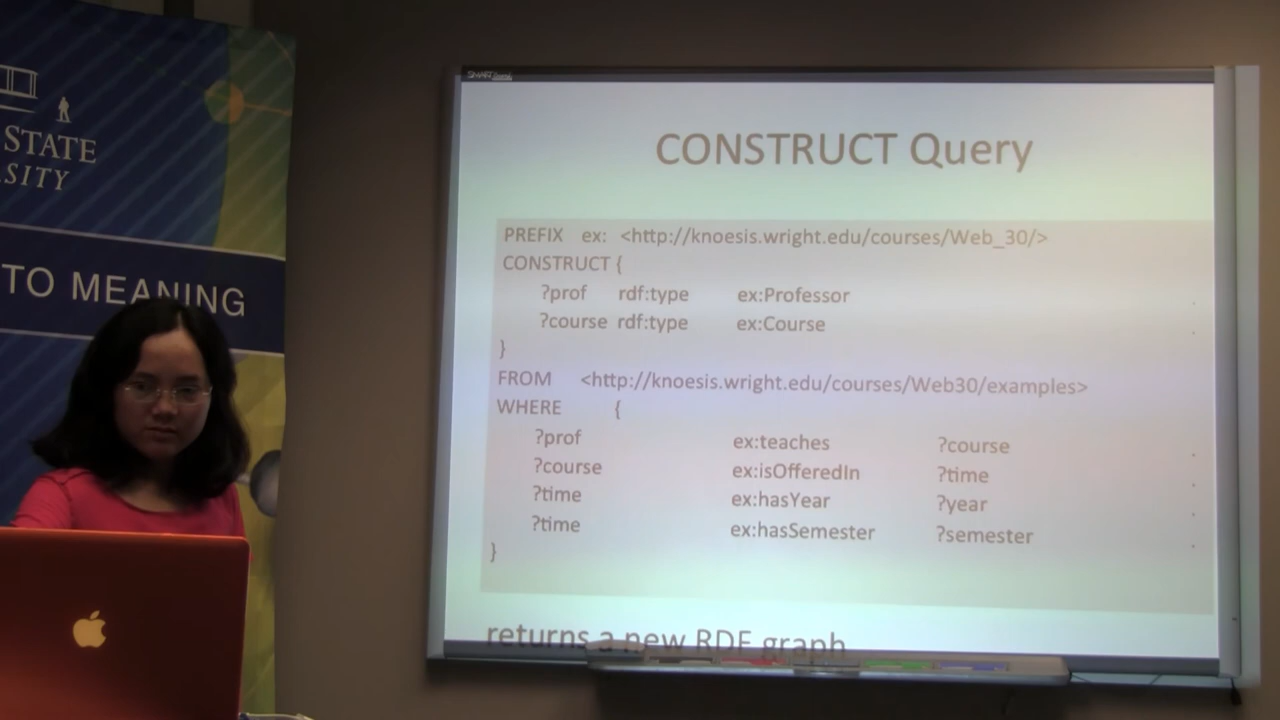 STATE
SITY
TO MEANING
SMART Board
CONSTRUCT Query
PREFIX ex: <http://knoesis.wright.edu/courses/Web_30/>
CONSTRUCT {
?prof rdf:type ex:Professor .
?course rdf:type ex:Course .
}
FROM <http://knoesis.wright.edu/courses/Web30/examples>
WHERE {
?prof ex:teaches ?course .
?course ex:isOfferedIn ?time .
?time ex:hasYear ?year .
?time ex:hasSemester ?semester .
}
returns a new RDF graph